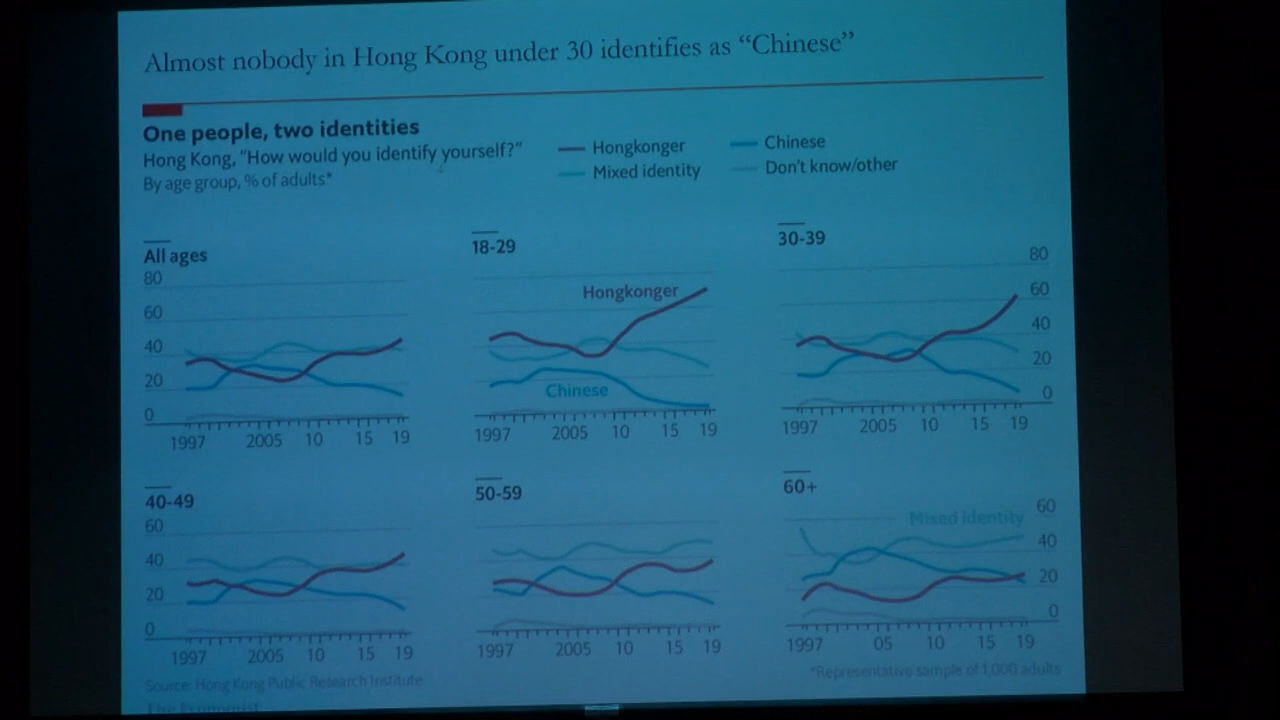 Almost nobody in Hong Kong under 30 identifies as “Chinese”
One people, two identities
Hong Kong, “How would you identify yourself?”
By age group, % of adults*
Hongkonger
Chinese
Mixed identity
Don't know/other
All ages
80
60
40
20
0
1997 2005 10 15 19
18-29
Hongkonger
Chinese
1997 2005 10 15 19
30-39
80
60
40
20
0
1997 2005 10 15 19
40-49
60
40
20
0
1997 2005 10 15 19
50-59
1997 2005 10 15 19
60+
Mixed identity
60
40
20
0
1997 05 10 15 19
Source: Hong Kong Public Research Institute
*Representative sample of 1,000 adults
The Economist